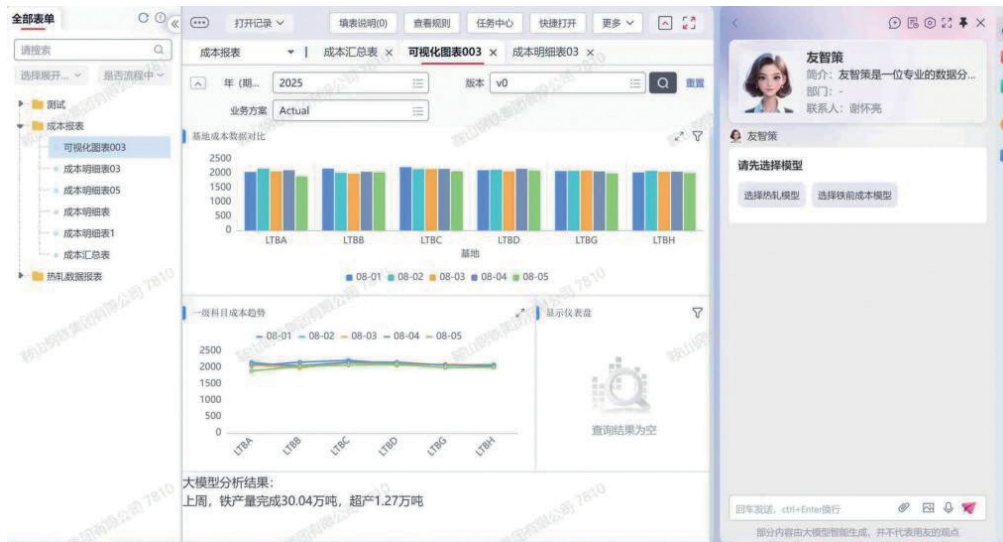 全部表单
请搜索
选择展开...
是否流程中
测试
成本报表
可视化图表003
成本明细表03
成本明细表05
成本明细表
成本明细表1
成本汇总表
热轧数据报表
打开记录
填表说明(0)
查看规则
任务中心
快捷打开
更多
成本报表
成本汇总表 ×
可视化图表003 ×
成本明细表03 ×
年 (期...
2025
版本
v0
重置
业务方案
Actual
基地成本数据对比
2500
2000
1500
1000
500
0
LTBA LTBB LTBC LTBD LTBG LTBH
基地
08-01 08-02 08-03 08-04 08-05
一级科目成本趋势
08-01 08-02 08-03 08-04 08-05
2500
2000
1500
1000
500
0
LTBA LTBB LTBC LTBD LTBG LTBH
显示仪表盘
查询结果为空
大模型分析结果:
上周，铁产量完成30.04万吨，超产1.27万吨
友智策
简介：友智策是一位专业的数据分...
部门：-
联系人：谢怀亮
友智策
请先选择模型
选择热轧模型
选择铁前成本模型
回车发送，ctrl+Enter换行
部分内容由大模型智能生成，并不代表用友的观点